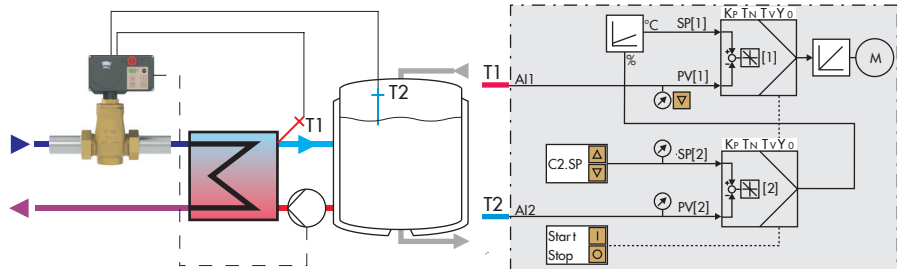 T1
T2
T1
AI1
T2
AI2
°C
%
SP[1]
PV[1]
KP TN TV Y0
[1]
M
C2.SP
SP[2]
PV[2]
KP TN TV Y0
[2]
Start
Stop